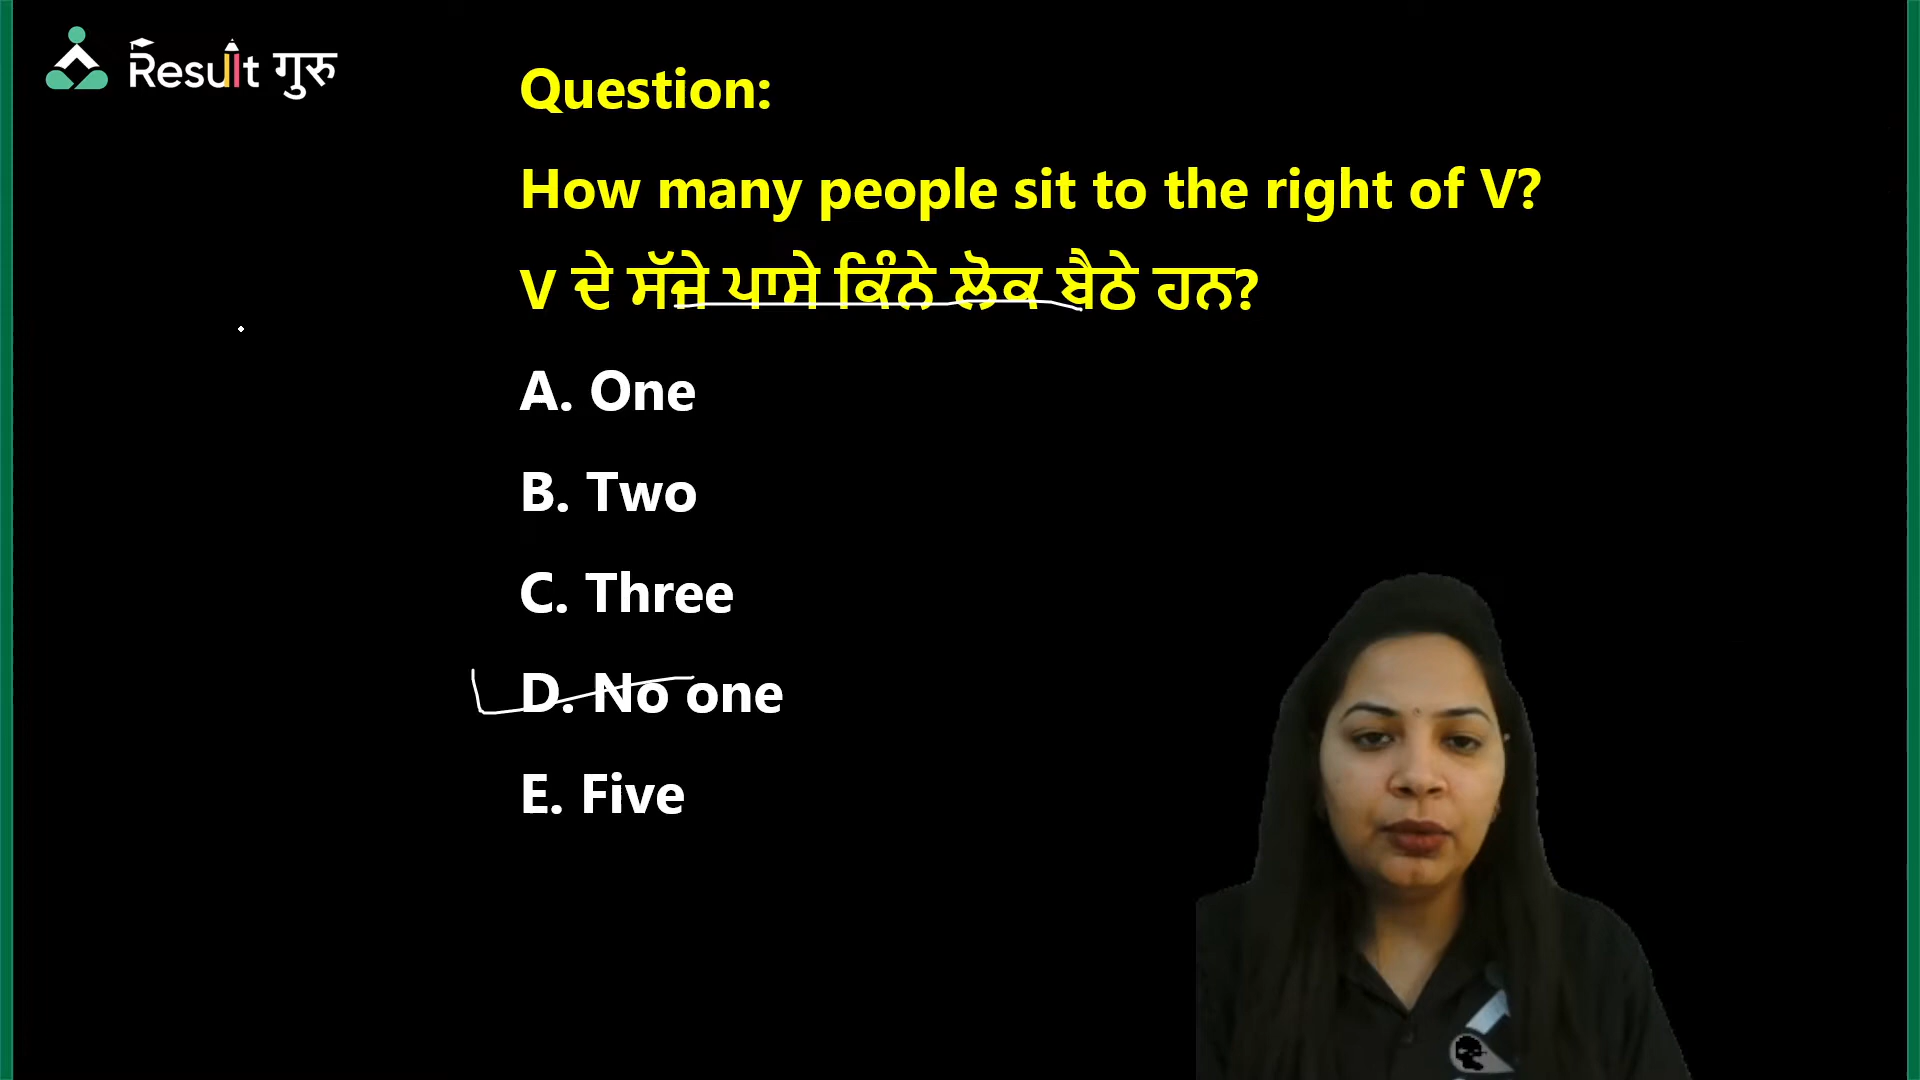 Result गुरु
Question:
How many people sit to the right of V?
V ਦੇ ਸੱਜੇ ਪਾਸੇ ਕਿੰਨੇ ਲੋਕ ਬੈਠੇ ਹਨ?
A. One
B. Two
C. Three
D. No one
E. Five